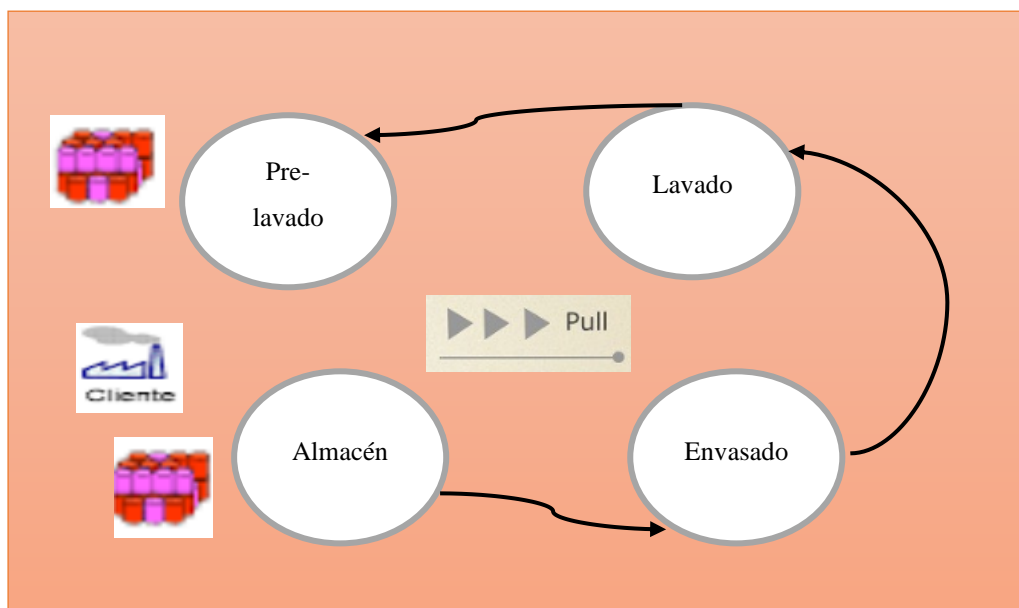 Pre-
lavado
Lavado
Pull
Cliente
Almacén
Envasado